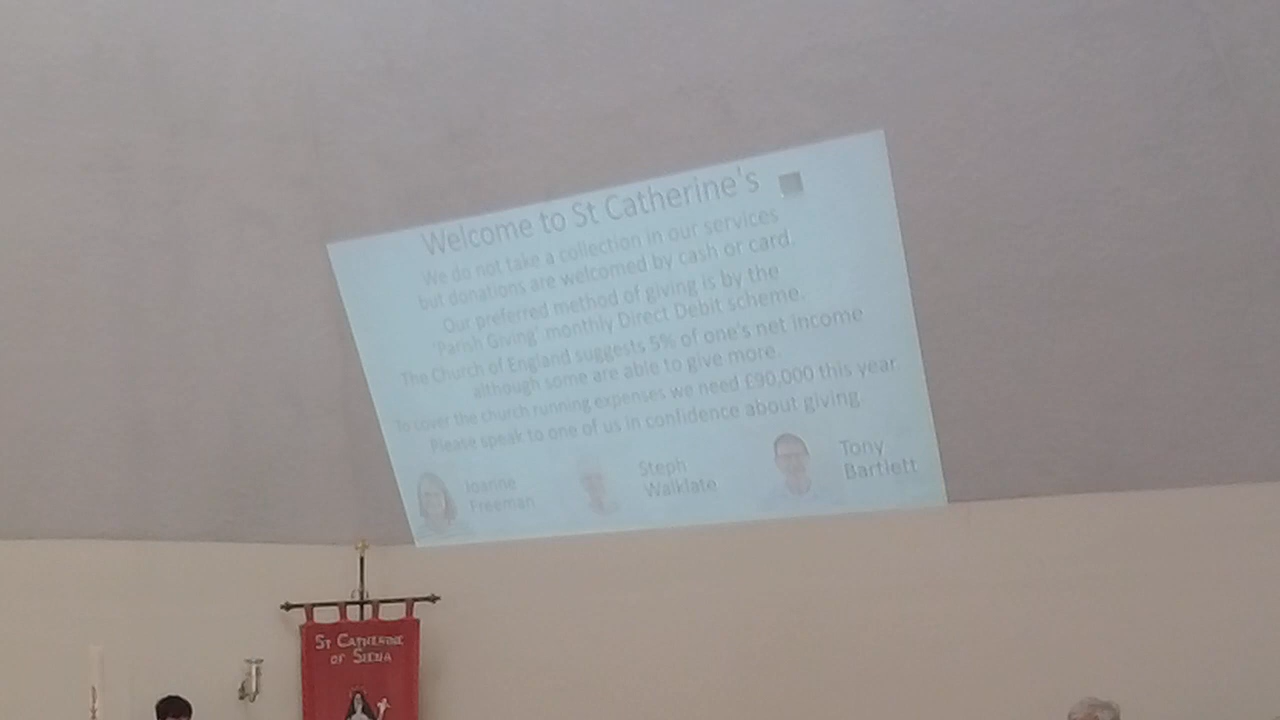 Welcome to St Catherine's
We do not take a collection in our services
but donations are welcomed by cash or card.
Our preferred method of giving is by the
'Parish Giving' monthly Direct Debit scheme.
The Church of England suggests 5% of one's net income
although some are able to give more.
To cover the church running expenses we need £90,000 this year.
Please speak to one of us in confidence about giving
Joanne
Freeman
Steph
Walklate
Tony
Bartlett
ST CATHERINE
OF SIENA